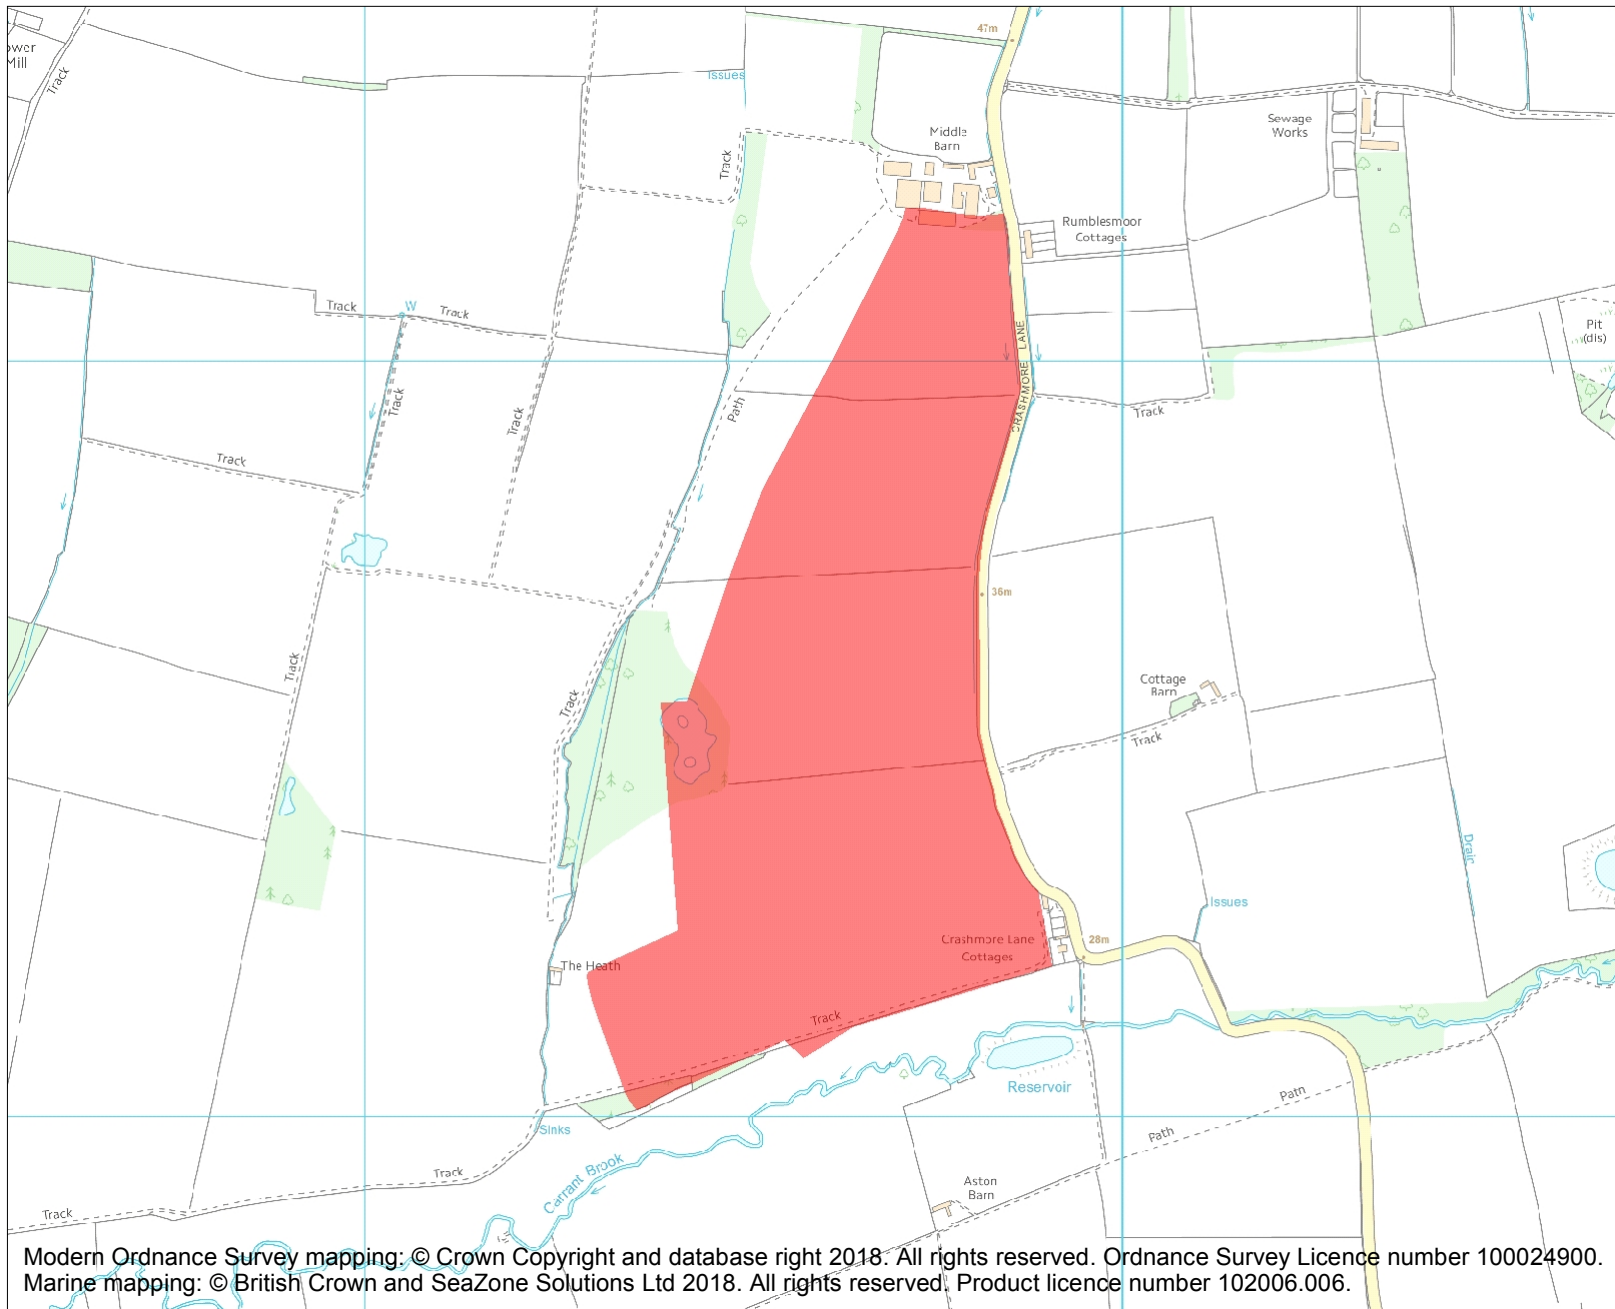 47m
ower
Mill
Track
Issues
Middle
Barn
Sewage
Works
Track
Rumblesmoor
Cottages
Track
W
Track
Pit
(dis)
CRASHMORE LANE
Track
Track
Path
Track
Track
36m
Track
Cottage
Barn
Track
Track
Drain
Issues
Crashmore Lane
Cottages
28m
The Heath
Track
Reservoir
Path
Sinks
Path
Track
Carrant Brook
Aston
Barn
Track
Modern Ordnance Survey mapping: © Crown Copyright and database right 2018. All rights reserved. Ordnance Survey Licence number 100024900.
Marine mapping: © British Crown and SeaZone Solutions Ltd 2018. All rights reserved. Product licence number 102006.006.